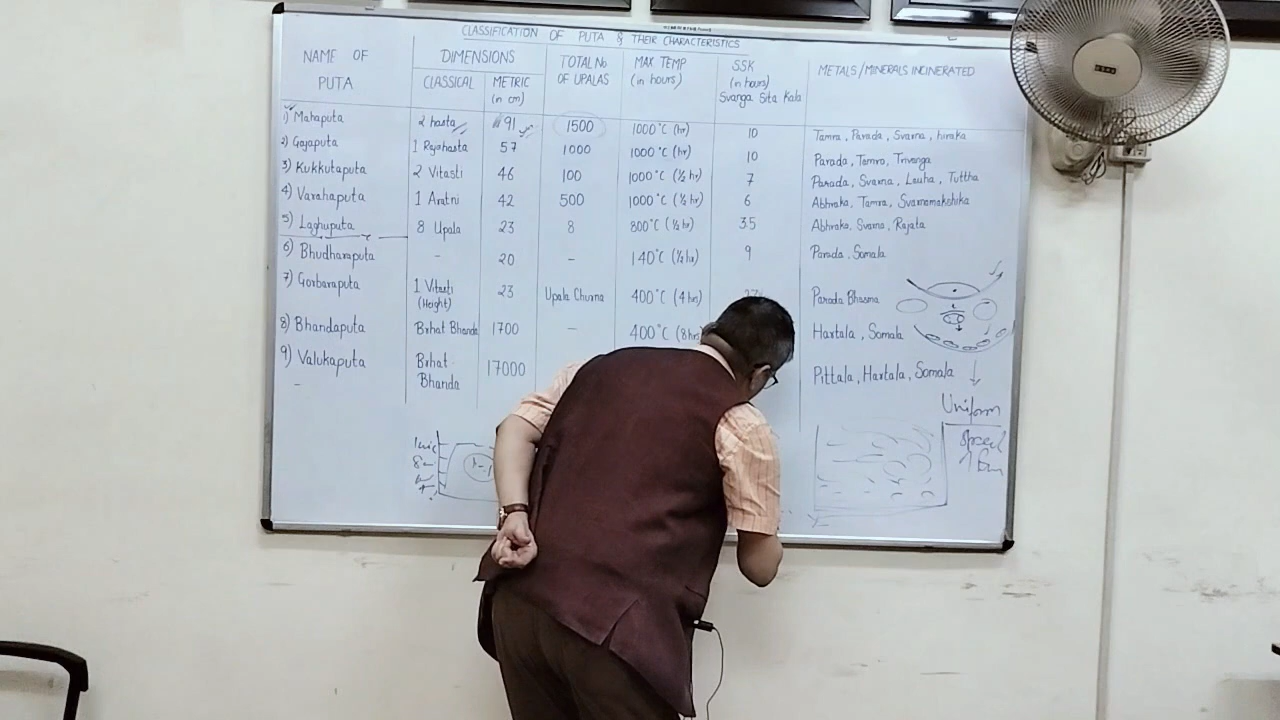 CLASSIFICATION OF PUTA & THEIR CHARACTERISTICS
NAME OF PUTA
DIMENSIONS
CLASSICAL
METRIC (in cm)
TOTAL No OF UPALAS
MAX TEMP (in hours)
SSK (in hours) Svanga Sita Kala
METALS/MINERALS INCINERATED
1) Mahaputa 2 hasta 91 1500 1000°C (hr) 10 Tamra, Parada, Svarna, hiraka
2) Gajaputa 1 Rajahasta 57 1000 1000°C (hr) 10 Parada, Tamra, Trivanga
3) Kukkutaputa 2 Vitasti 46 100 1000°C (½ hr) 7 Parada, Svarna, Lauha, Tuttha
4) Varahaputa 1 Aratni 42 500 1000°C (½ hr) 6 Abhraka, Tamra, Svarnamakshika
5) Laghuputa 8 Upala 23 8 800°C (½ hr) 35 Abhraka, Svarna, Rajata
6) Bhudharaputa - 20 - 140°C (½ hr) 9 Parada, Somala
7) Gorbaraputa 1 Vitasti (Height) 23 Upala Churna 400°C (4 hrs) Parada Bhasma
8) Bhandaputa Brhat Bhanda 1700 - 400°C (8 hrs Hartala, Somala
9) Valukaputa Brhat Bhanda 17000 Pittala, Hartala, Somala
-
Uniform